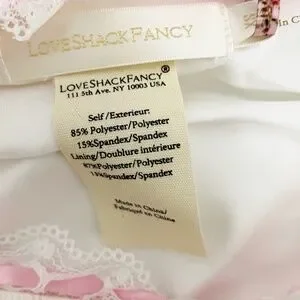 LOVESHACKFANCY
in C
LOVESHACKFANCY®
111 5th Ave. NY 10003 USA
Self /Exterieur:
85% Polyester/Polyester
15%Spandex/Spandex
Lining/Doublure intérieure
87%Polyester/Polyester
13%Spandex/Spandex
Made in China/
Fabriqué en Chine